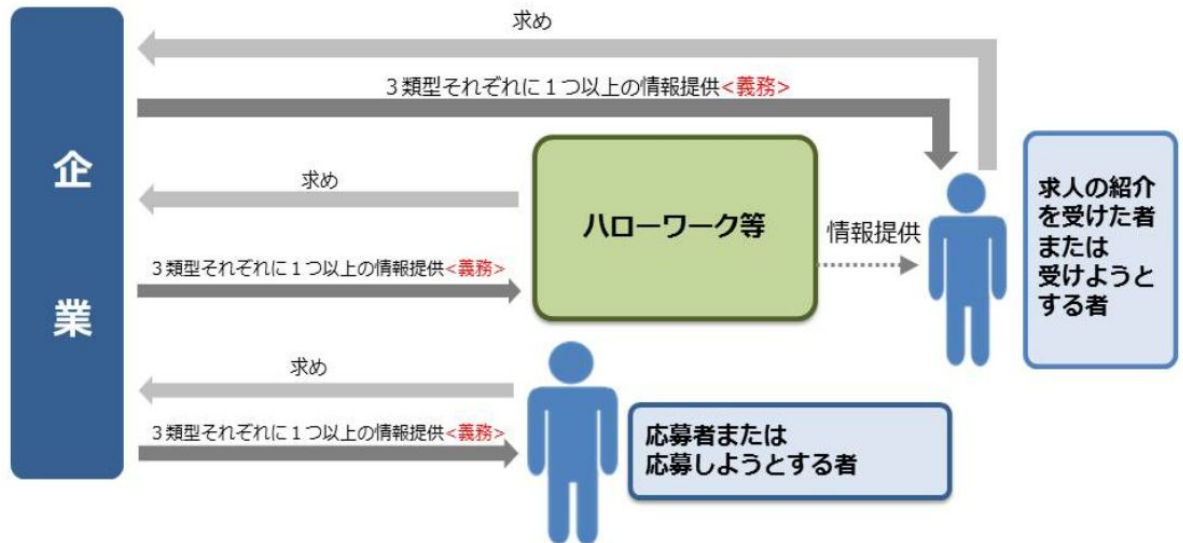 求め
3類型それぞれに1つ以上の情報提供<義務>
企
業
求め
ハローワーク等
情報提供
3類型それぞれに1つ以上の情報提供<義務>
求人の紹介
を受けた者
または
受けようと
する者
求め
3類型それぞれに1つ以上の情報提供<義務>
応募者または
応募しようとする者